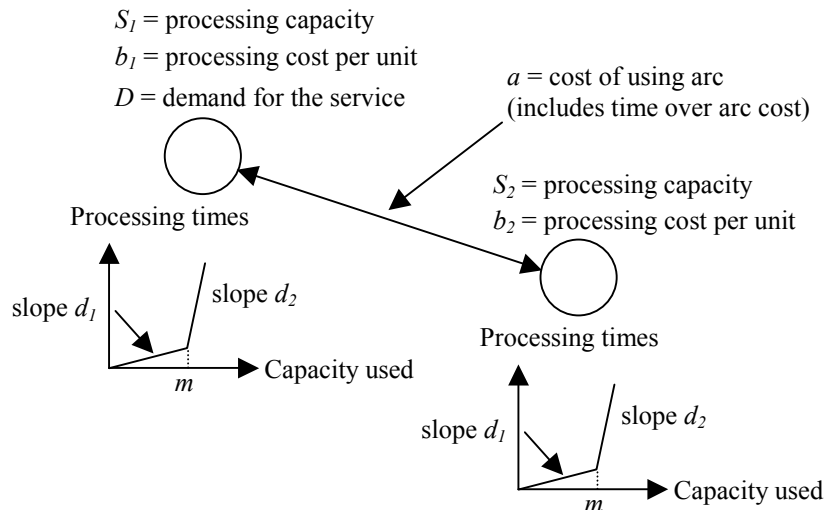 S1 = processing capacity
b1 = processing cost per unit
D = demand for the service
a = cost of using arc
(includes time over arc cost)
S2 = processing capacity
b2 = processing cost per unit
Processing times
slope d1
slope d2
m
Capacity used
Processing times
slope d1
slope d2
m
Capacity used